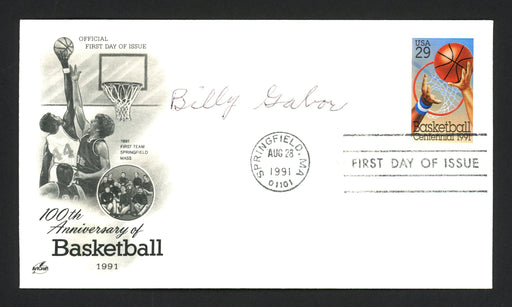 OFFICIAL
FIRST DAY OF ISSUE
1891
FIRST TEAM
SPRINGFIELD
MASS
100th
Anniversary of
Basketball
1991
Artcraft
Billy Gabor
SPRINGFIELD, MA
AUG 28
1991
01101
USA
29
Basketball
Centennial 1991
FIRST DAY OF ISSUE